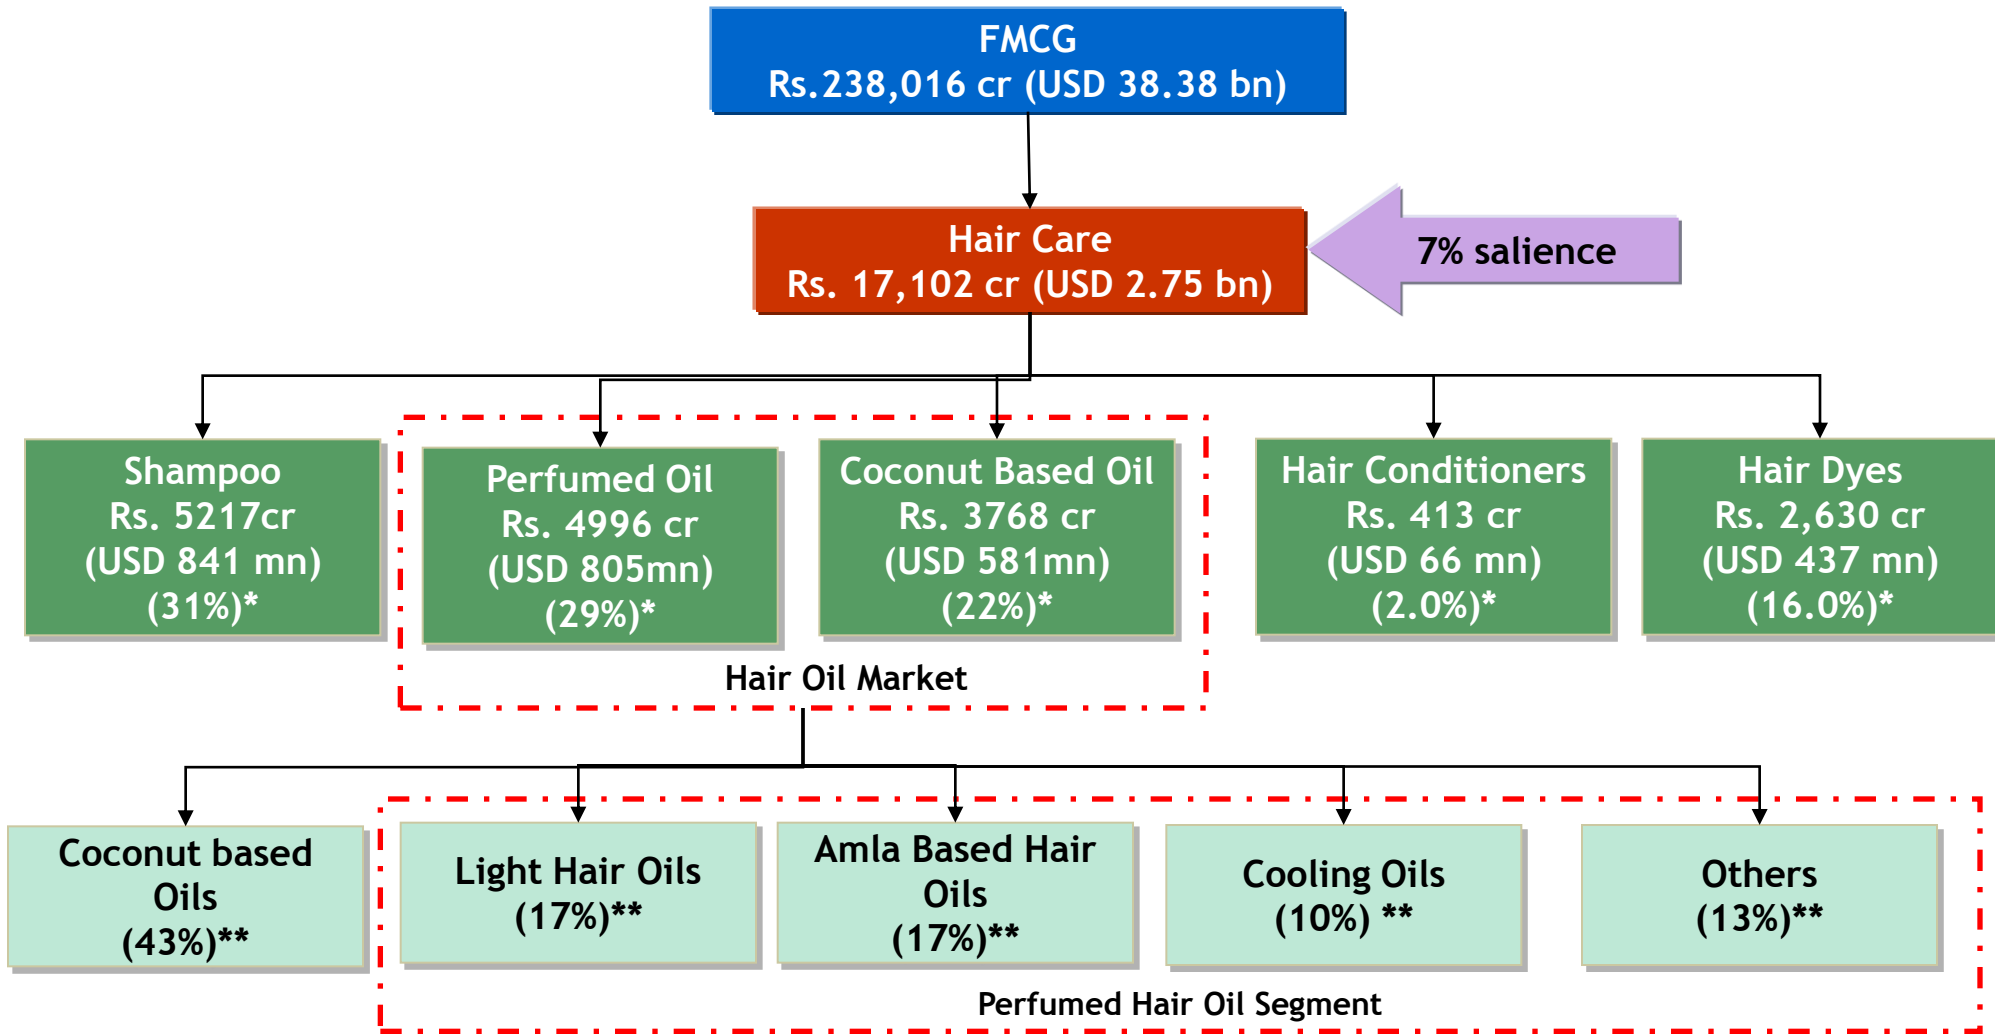 FMCG
Rs.238,016 cr (USD 38.38 bn)
Hair Care
Rs. 17,102 cr (USD 2.75 bn)
7% salience
Shampoo
Rs. 5217cr
(USD 841 mn)
(31%)*
Perfumed Oil
Rs. 4996 cr
(USD 805mn)
(29%)*
Coconut Based Oil
Rs. 3768 cr
(USD 581mn)
(22%)*
Hair Conditioners
Rs. 413 cr
(USD 66 mn)
(2.0%)*
Hair Dyes
Rs. 2,630 cr
(USD 437 mn)
(16.0%)*
Hair Oil Market
Coconut based
Oils
(43%)**
Light Hair Oils
(17%)**
Amla Based Hair
Oils
(17%)**
Cooling Oils
(10%) **
Others
(13%)**
Perfumed Hair Oil Segment